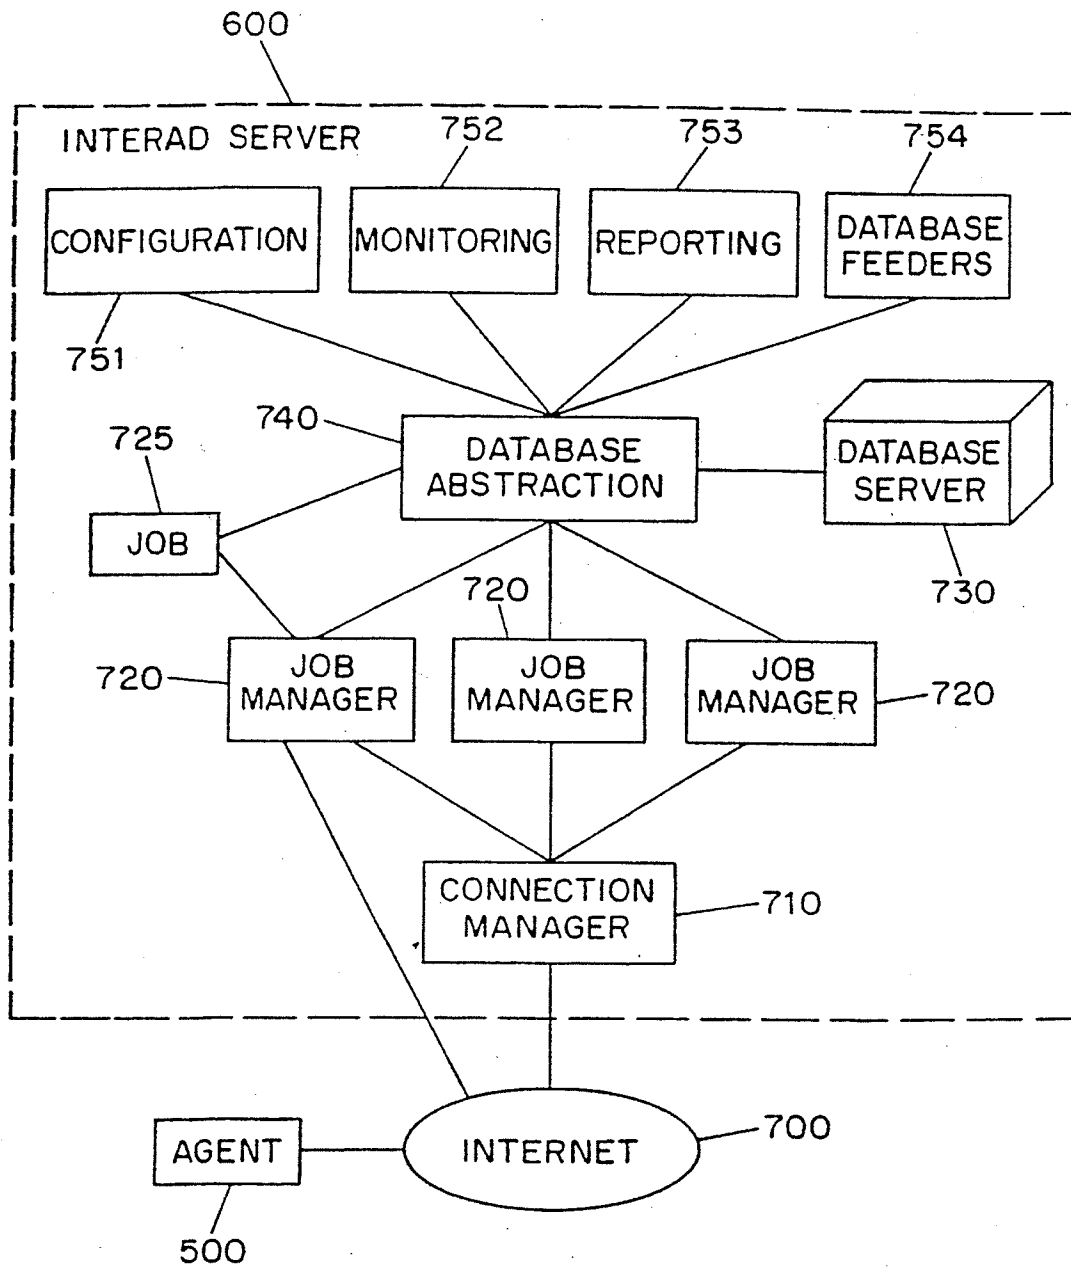 600
INTERAD SERVER
752
753
754
CONFIGURATION
MONITORING
REPORTING
DATABASE
FEEDERS
751
740
725
DATABASE
ABSTRACTION
DATABASE
SERVER
JOB
730
720
720
JOB
MANAGER
JOB
MANAGER
JOB
MANAGER
720
CONNECTION
MANAGER
710
700
AGENT
INTERNET
500